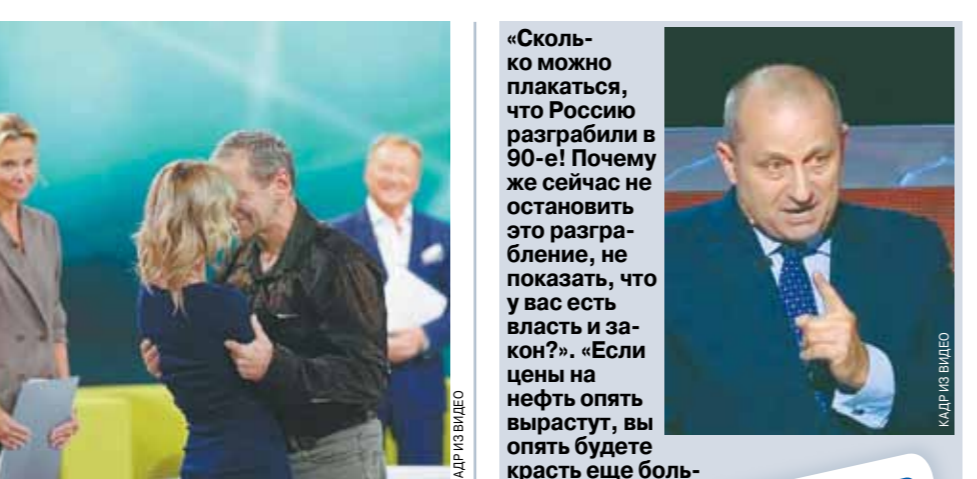 «Сколь-
ко можно
плакаться,
что Россию
разграбили в
90-е! Почему
же сейчас не
остановить
это разгра-
бление, не
показать, что
у вас есть
власть и за-
кон?». «Если
цены на
нефть опять
вырастут, вы
опять будете
красть еще боль-
АДР ИЗ ВИДЕО
КАДР ИЗ ВИДЕО